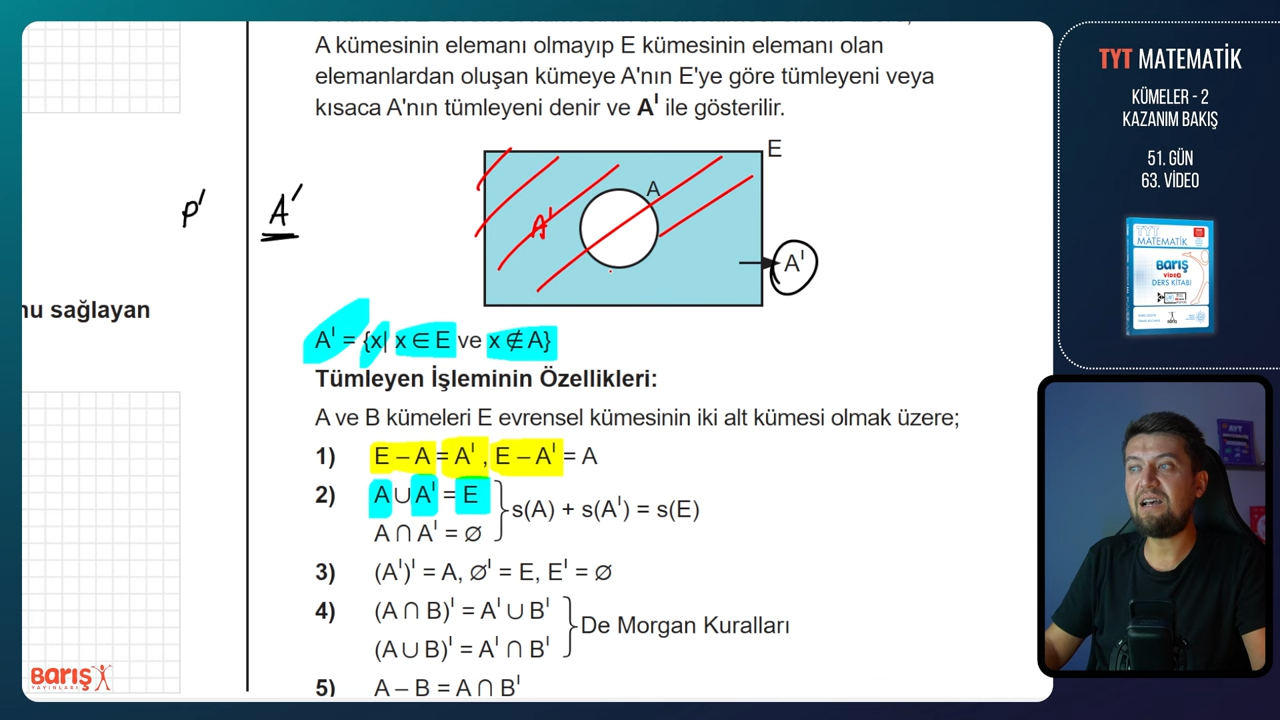 A kümesinin elemanı olmayıp E kümesinin elemanı olan
elemanlardan oluşan kümeye A'nın E'ye göre tümleyeni veya
kısaca A'nın tümleyeni denir ve A' ile gösterilir.
E
A
A'
A'
p'
A'
nu sağlayan
A' = {x| x ∈ E ve x ∉ A}
Tümleyen İşleminin Özellikleri:
A ve B kümeleri E evrensel kümesinin iki alt kümesi olmak üzere;
1) E – A = A' , E – A' = A
2) A ∪ A' = E
s(A) + s(A') = s(E)
A ∩ A' = ∅
3) (A')' = A, ∅' = E, E' = ∅
4) (A ∩ B)' = A' ∪ B'
De Morgan Kuralları
(A ∪ B)' = A' ∩ B'
5) A – B = A ∩ B'
BARIŞ
YAYINLARI
TYT MATEMATİK
KÜMELER - 2
KAZANIM BAKIŞ
51. GÜN
63. VİDEO
TYT
MATEMATİK
BARIŞ
VİDEO
DERS KİTABI